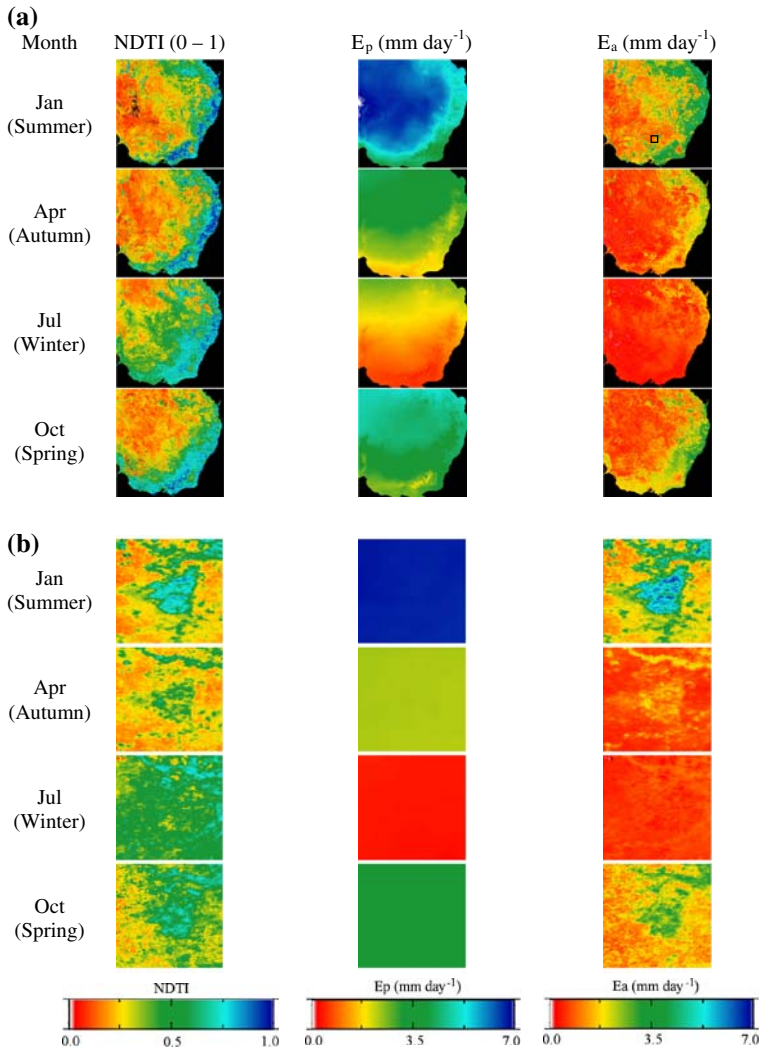 (a)
Month NDTI (0 – 1) Eₚ (mm day⁻¹) Eₐ (mm day⁻¹)
Jan
(Summer)
Apr
(Autumn)
Jul
(Winter)
Oct
(Spring)
(b)
Jan
(Summer)
Apr
(Autumn)
Jul
(Winter)
Oct
(Spring)
NDTI Ep (mm day⁻¹) Ea (mm day⁻¹)
0.0 0.5 1.0 0.0 3.5 7.0 0.0 3.5 7.0